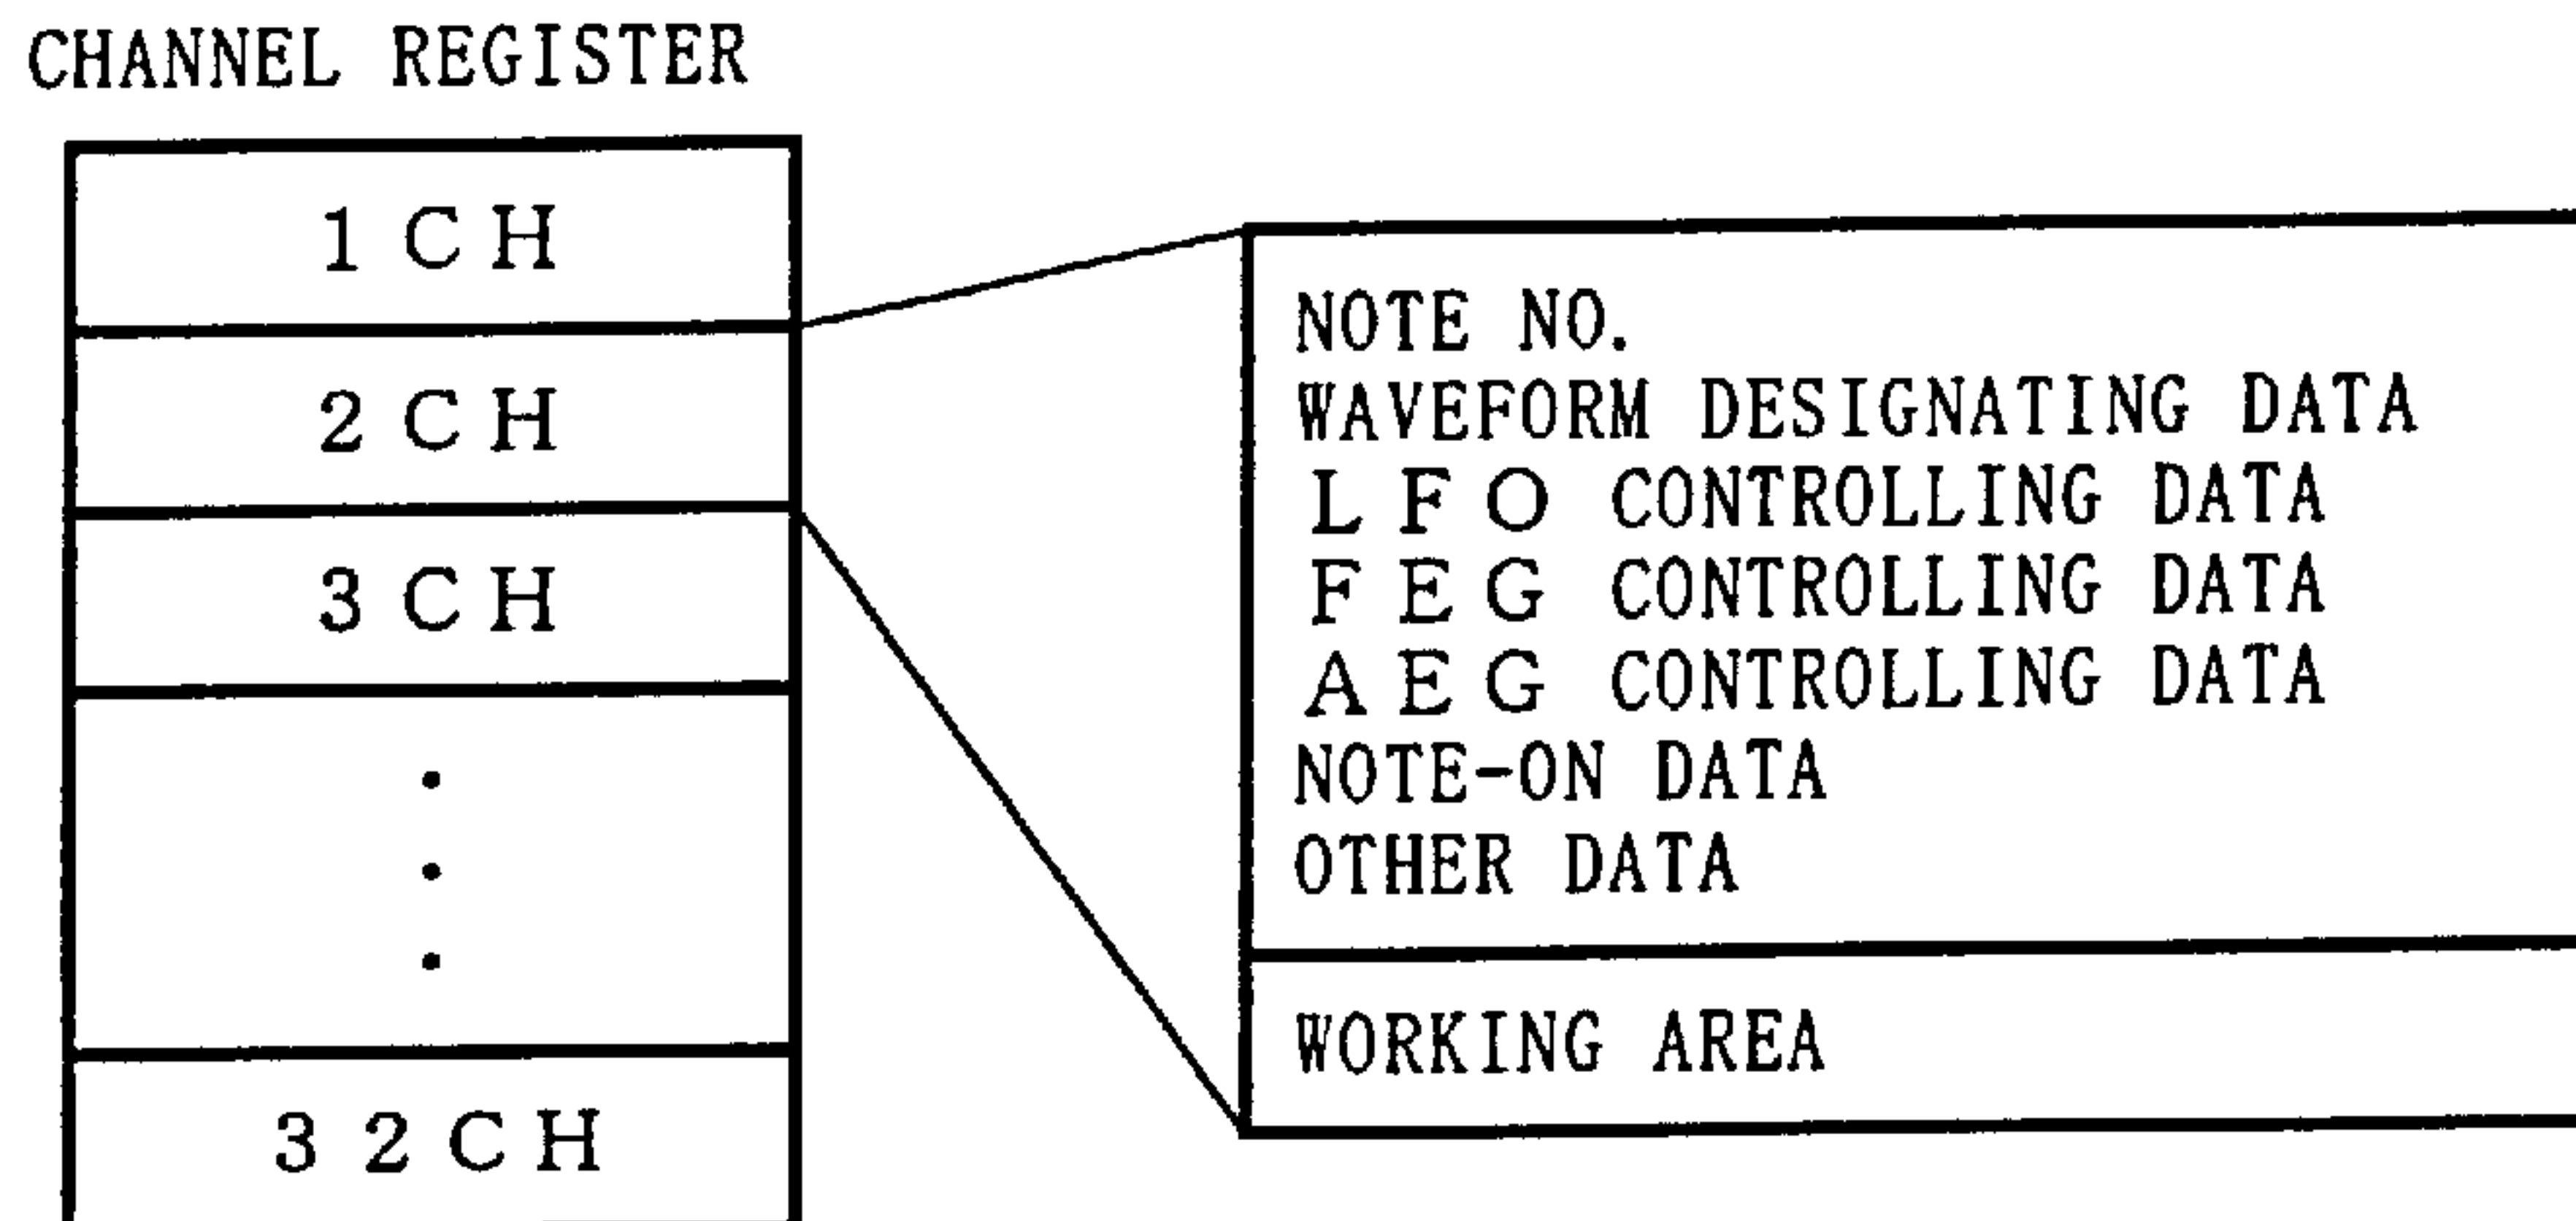 CHANNEL REGISTER
1CH
2CH
3CH
32CH
NOTE NO.
WAVEFORM DESIGNATING DATA
LFO CONTROLLING DATA
FEG CONTROLLING DATA
AEG CONTROLLING DATA
NOTE-ON DATA
OTHER DATA
WORKING AREA